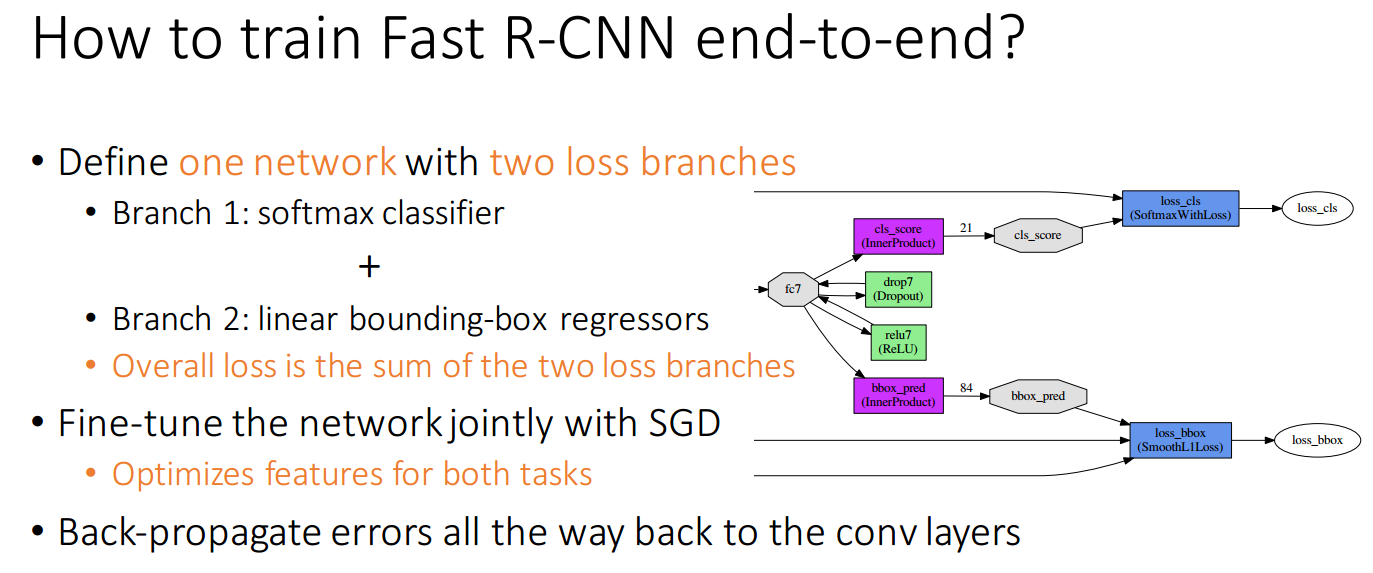 How to train Fast R-CNN end-to-end?
• Define one network with two loss branches
• Branch 1: softmax classifier
+
• Branch 2: linear bounding-box regressors
• Overall loss is the sum of the two loss branches
• Fine-tune the network jointly with SGD
• Optimizes features for both tasks
• Back-propagate errors all the way back to the conv layers
loss_cls
(SoftmaxWithLoss)
loss_cls
cls_score
(InnerProduct)
21
cls_score
fc7
drop7
(Dropout)
relu7
(ReLU)
bbox_pred
(InnerProduct)
84
bbox_pred
loss_bbox
(SmoothL1Loss)
loss_bbox